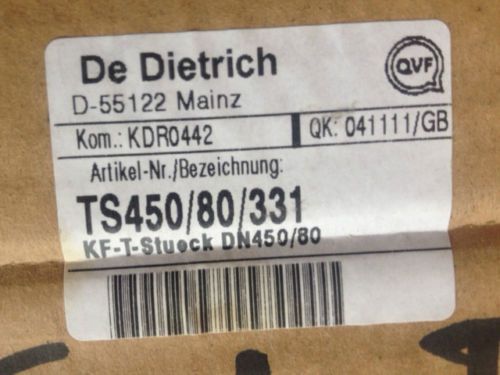 De Dietrich
QVF
D-55122 Mainz
Kom.: KDR0442 QK: 041111/GB
Artikel-Nr./Bezeichnung:
TS450/80/331
KF-T-Stueck DN450/80